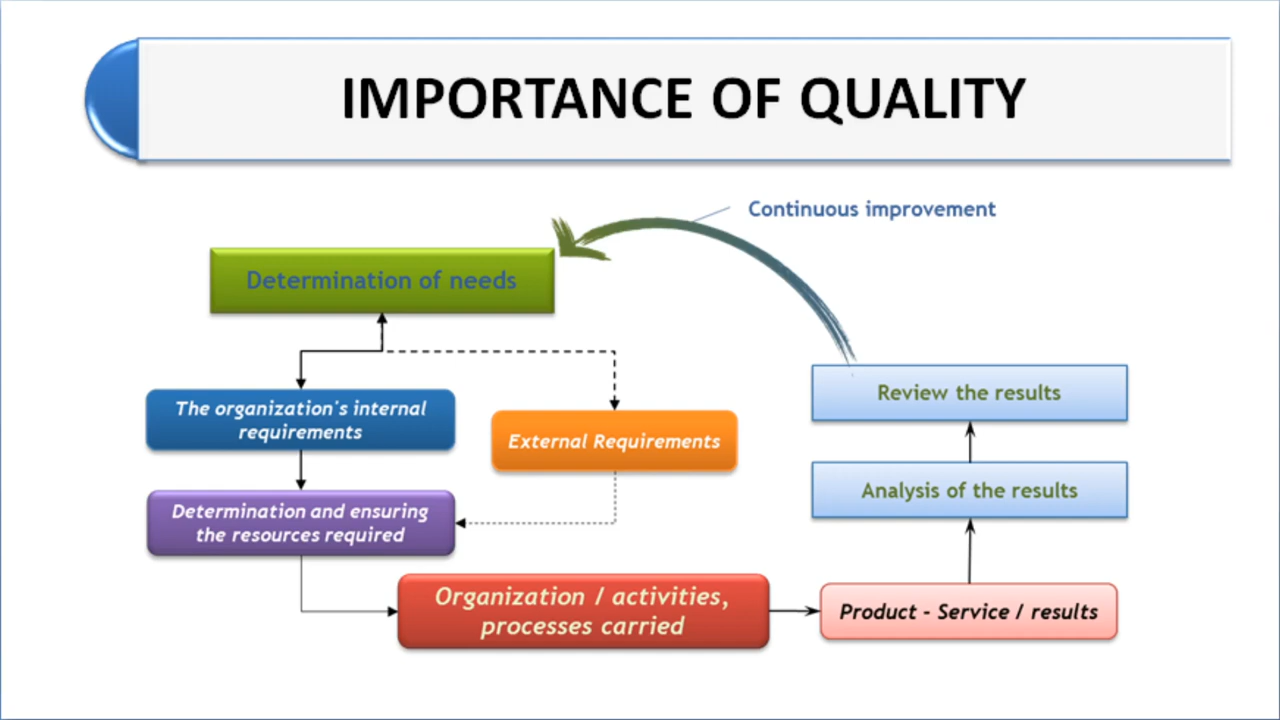 IMPORTANCE OF QUALITY
Continuous improvement
Determination of needs
The organization's internal
requirements
External Requirements
Determination and ensuring
the resources required
Organization / activities,
processes carried
Product - Service / results
Analysis of the results
Review the results